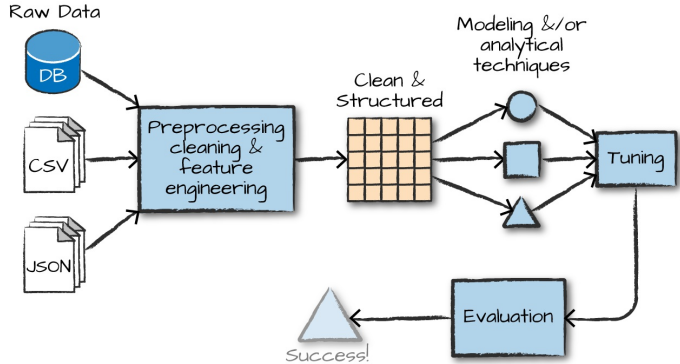 Raw Data
DB
CSV
JSON
Preprocessing
cleaning &
feature
engineering
Clean &
Structured
Modeling &/or
analytical
techniques
Tuning
Evaluation
Success!